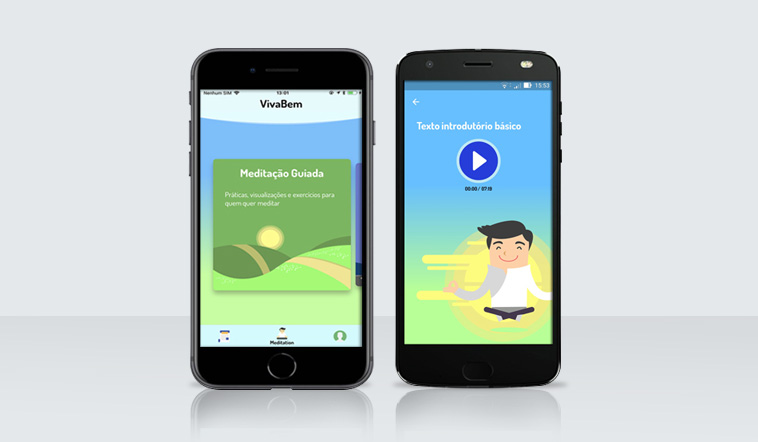 Nenhum SIM
13:01
VivaBem
Meditação Guiada
Práticas, visualizações e exercícios para
quem quer meditar
Meditation
15:53
Texto introdutório básico
00:00 / 07:19